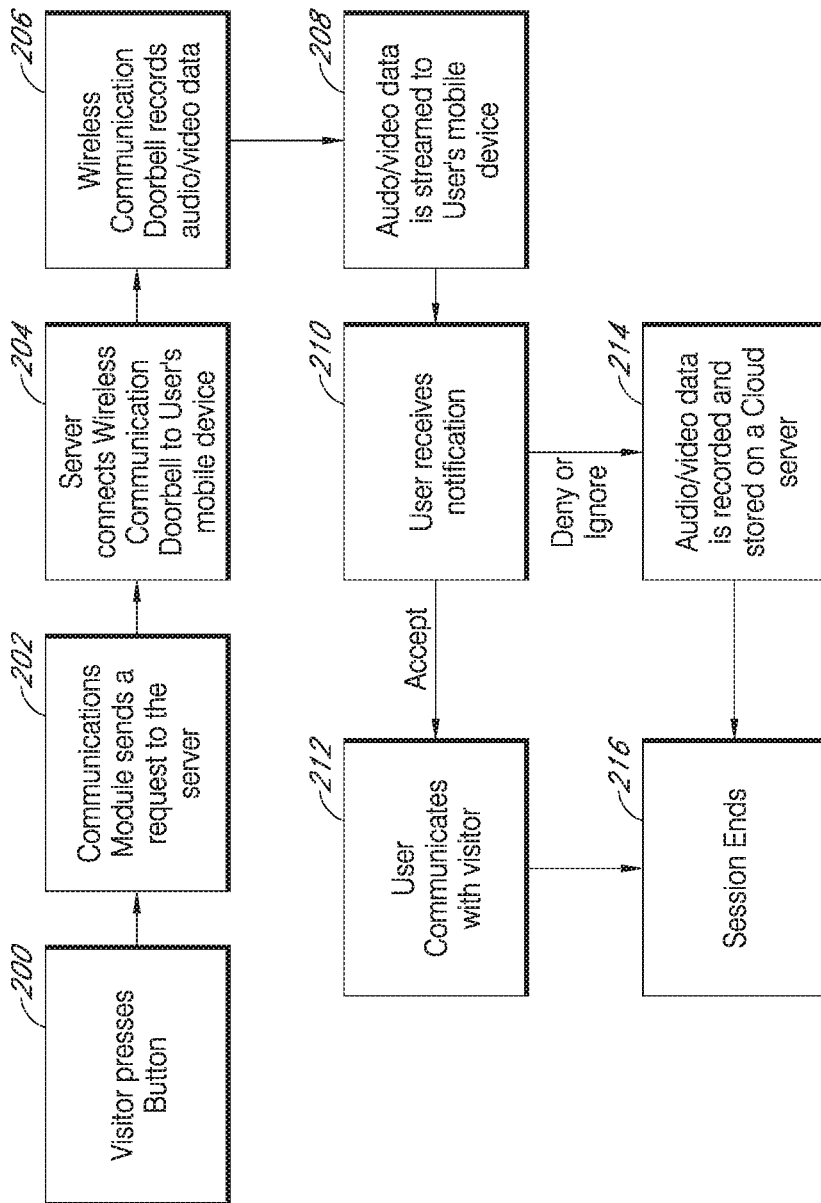 200
Visitor presses
Button
202
Communications
Module sends a
request to the
server
204
Server
connects Wireless
Communication
Doorbell to User's
mobile device
206
Wireless
Communication
Doorbell records
audio/video data
208
Audo/video data
is streamed to
User's mobile
device
210
User receives
notification
Accept
Deny or
Ignore
212
User
Communicates
with visitor
214
Audio/video data
is recorded and
stored on a Cloud
server
216
Session Ends